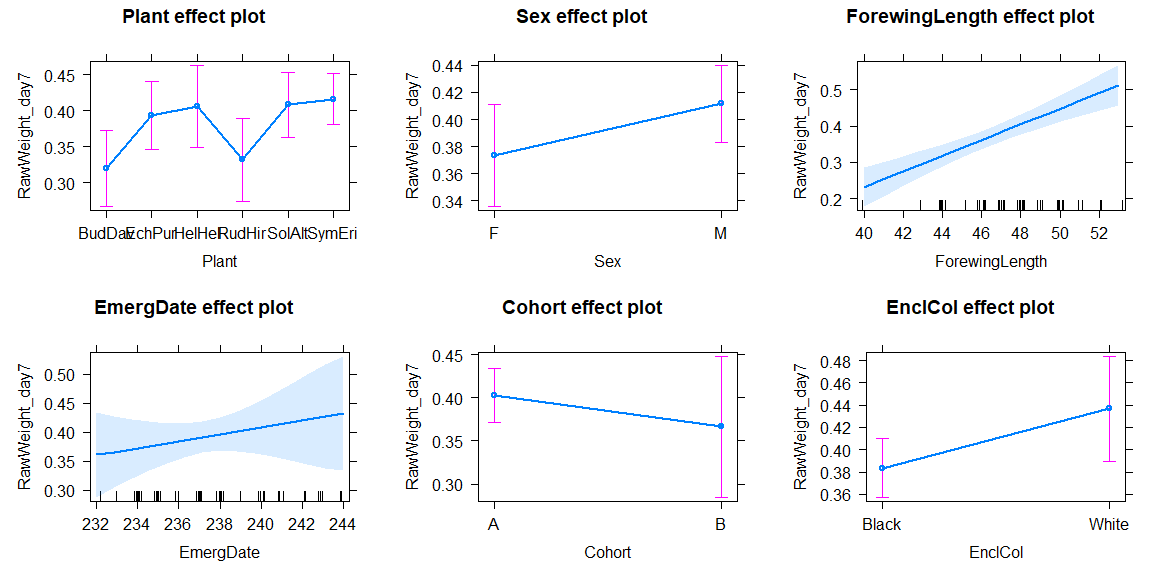 Plant effect plot
RawWeight_day7
0.45
0.40
0.35
0.30
BudDav EchPur HelHel RudHir SolAlt SymEri
Plant
Sex effect plot
RawWeight_day7
0.44
0.42
0.40
0.38
0.36
0.34
F M
Sex
ForewingLength effect plot
RawWeight_day7
0.5
0.4
0.3
0.2
40 42 44 46 48 50 52
ForewingLength
EmergDate effect plot
RawWeight_day7
0.50
0.45
0.40
0.35
0.30
232 234 236 238 240 242 244
EmergDate
Cohort effect plot
RawWeight_day7
0.45
0.40
0.35
0.30
A B
Cohort
EnclCol effect plot
RawWeight_day7
0.48
0.46
0.44
0.42
0.40
0.38
0.36
Black White
EnclCol